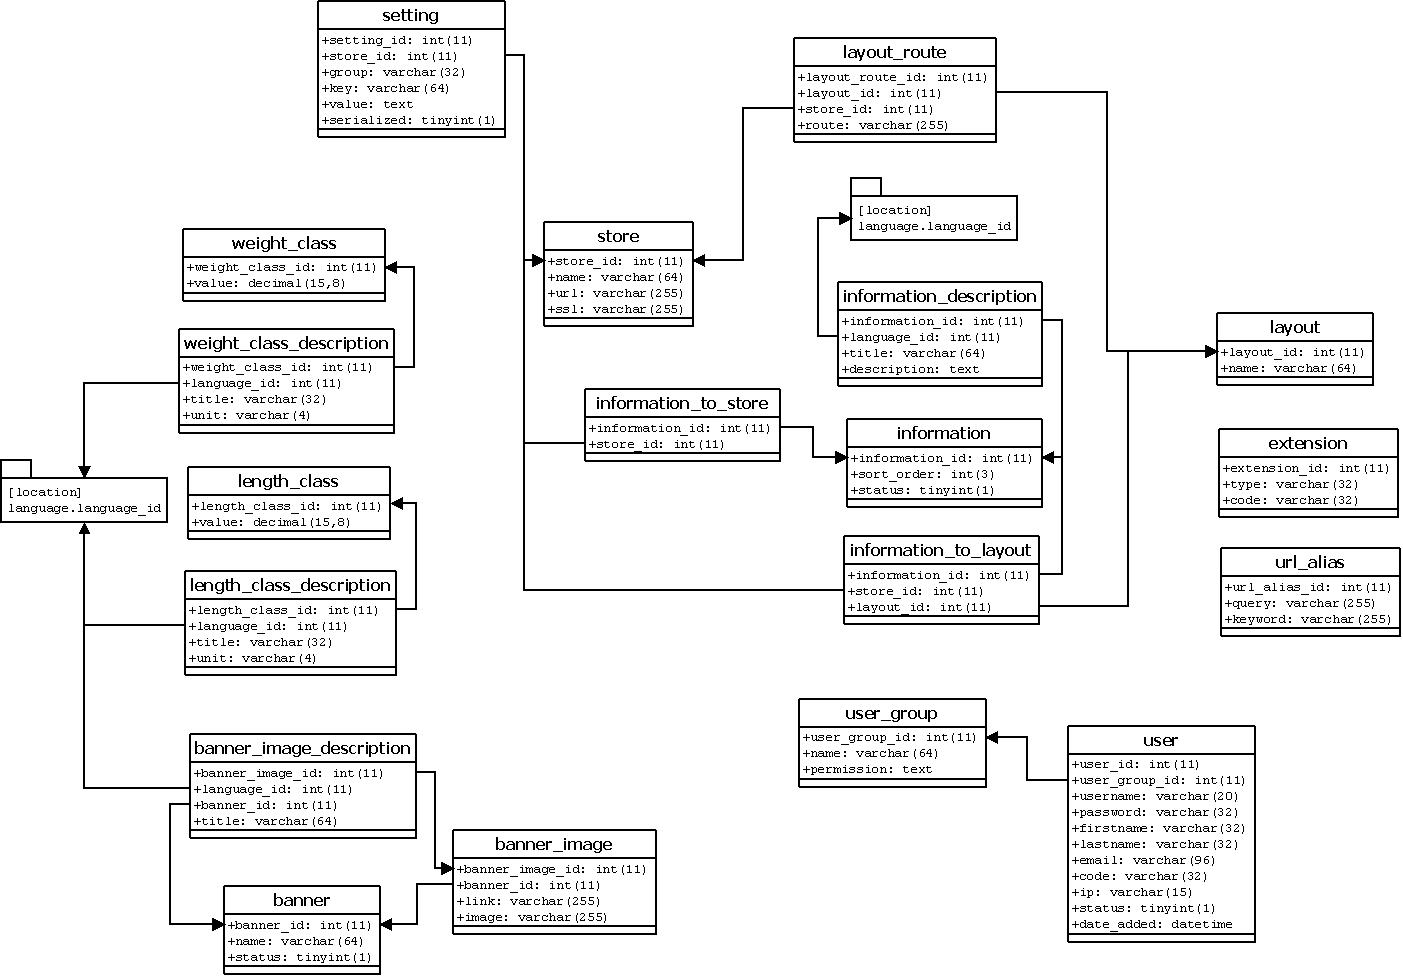 setting
+setting_id: int(11)
+store_id: int(11)
+group: varchar(32)
+key: varchar(64)
+value: text
+serialized: tinyint(1)
layout_route
+layout_route_id: int(11)
+layout_id: int(11)
+store_id: int(11)
+route: varchar(255)
[location]
language.language_id
weight_class
+weight_class_id: int(11)
+value: decimal(15,8)
store
+store_id: int(11)
+name: varchar(64)
+url: varchar(255)
+ssl: varchar(255)
information_description
+information_id: int(11)
+language_id: int(11)
+title: varchar(64)
+description: text
layout
+layout_id: int(11)
+name: varchar(64)
weight_class_description
+weight_class_id: int(11)
+language_id: int(11)
+title: varchar(32)
+unit: varchar(4)
information_to_store
+information_id: int(11)
+store_id: int(11)
information
+information_id: int(11)
+sort_order: int(3)
+status: tinyint(1)
extension
+extension_id: int(11)
+type: varchar(32)
+code: varchar(32)
[location]
language.language_id
length_class
+length_class_id: int(11)
+value: decimal(15,8)
information_to_layout
+information_id: int(11)
+store_id: int(11)
+layout_id: int(11)
url_alias
+url_alias_id: int(11)
+query: varchar(255)
+keyword: varchar(255)
length_class_description
+length_class_id: int(11)
+language_id: int(11)
+title: varchar(32)
+unit: varchar(4)
user_group
+user_group_id: int(11)
+name: varchar(64)
+permission: text
user
+user_id: int(11)
+user_group_id: int(11)
+username: varchar(20)
+password: varchar(32)
+firstname: varchar(32)
+lastname: varchar(32)
+email: varchar(96)
+code: varchar(32)
+ip: varchar(15)
+status: tinyint(1)
+date_added: datetime
banner_image_description
+banner_image_id: int(11)
+language_id: int(11)
+banner_id: int(11)
+title: varchar(64)
banner_image
+banner_image_id: int(11)
+banner_id: int(11)
+link: varchar(255)
+image: varchar(255)
banner
+banner_id: int(11)
+name: varchar(64)
+status: tinyint(1)